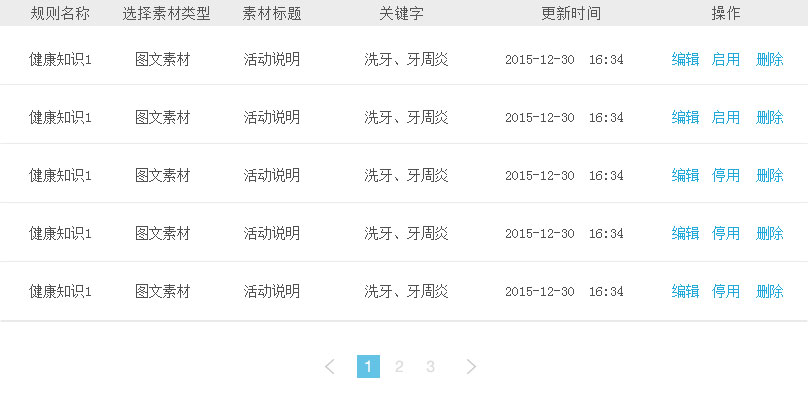 规则名称 选择素材类型 素材标题 关键字 更新时间 操作
健康知识1 图文素材 活动说明 洗牙、牙周炎 2015-12-30 16:34 编辑 启用 删除
健康知识1 图文素材 活动说明 洗牙、牙周炎 2015-12-30 16:34 编辑 启用 删除
健康知识1 图文素材 活动说明 洗牙、牙周炎 2015-12-30 16:34 编辑 停用 删除
健康知识1 图文素材 活动说明 洗牙、牙周炎 2015-12-30 16:34 编辑 停用 删除
健康知识1 图文素材 活动说明 洗牙、牙周炎 2015-12-30 16:34 编辑 停用 删除
1 2 3